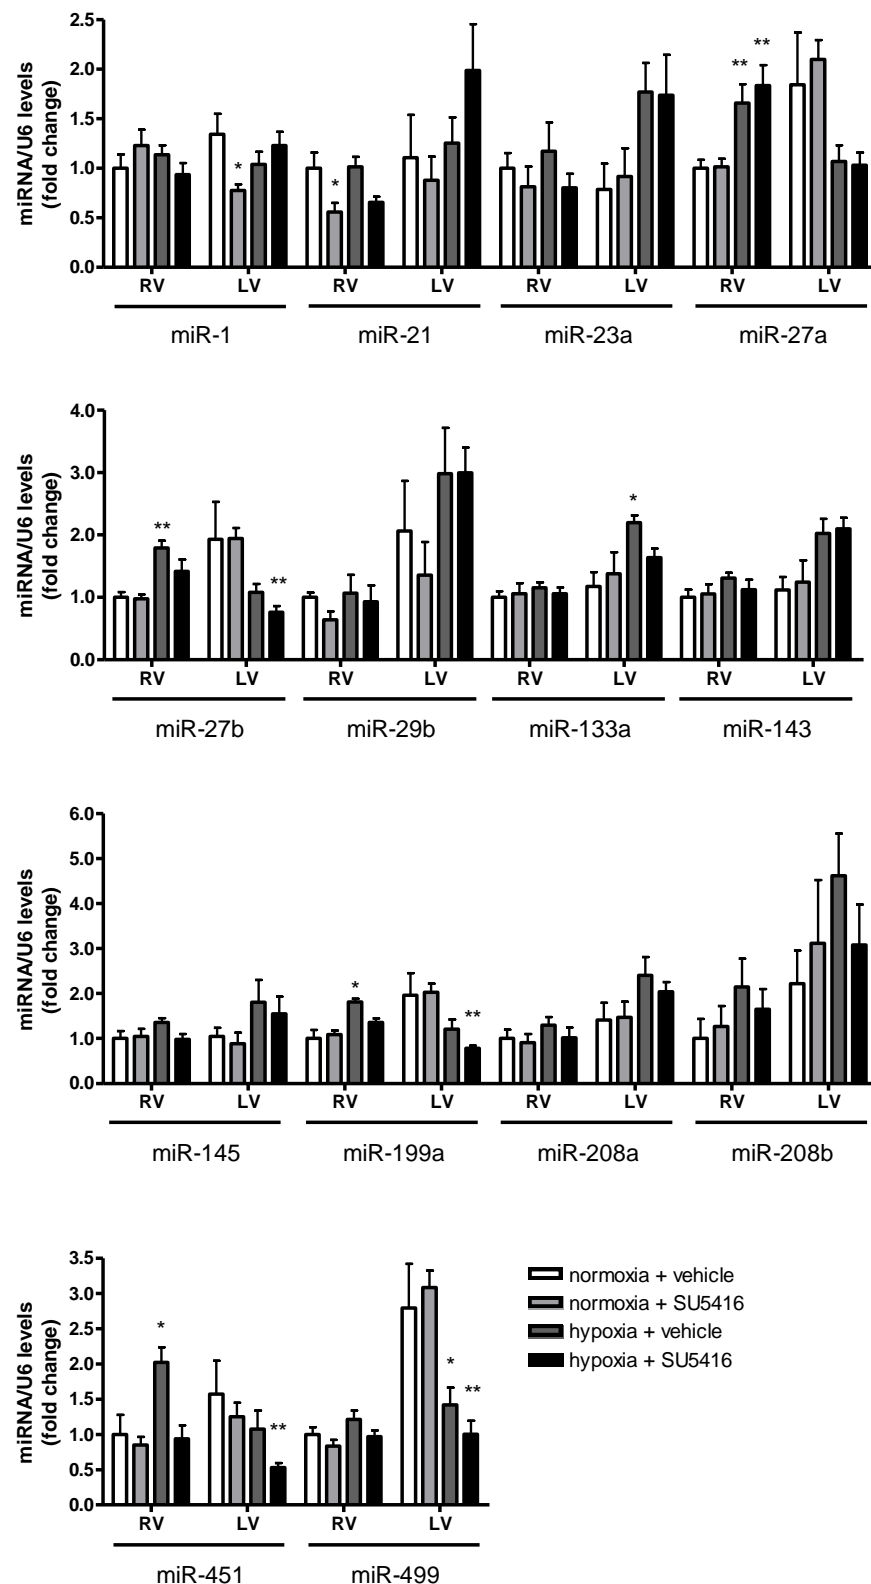 miRNA/U6 levels
(fold change)
2.5
2.0
1.5
1.0
0.5
0.0
*
*
**
**
RV LV RV LV RV LV RV LV
miR-1 miR-21 miR-23a miR-27a
miRNA/U6 levels
(fold change)
4.0
3.0
2.0
1.0
0.0
**
**
*
RV LV RV LV RV LV RV LV
miR-27b miR-29b miR-133a miR-143
miRNA/U6 levels
(fold change)
6.0
5.0
4.0
3.0
2.0
1.0
0.0
*
**
RV LV RV LV RV LV RV LV
miR-145 miR-199a miR-208a miR-208b
miRNA/U6 levels
(fold change)
3.5
3.0
2.5
2.0
1.5
1.0
0.5
0.0
*
**
*
**
RV LV RV LV
miR-451 miR-499
normoxia + vehicle
normoxia + SU5416
hypoxia + vehicle
hypoxia + SU5416